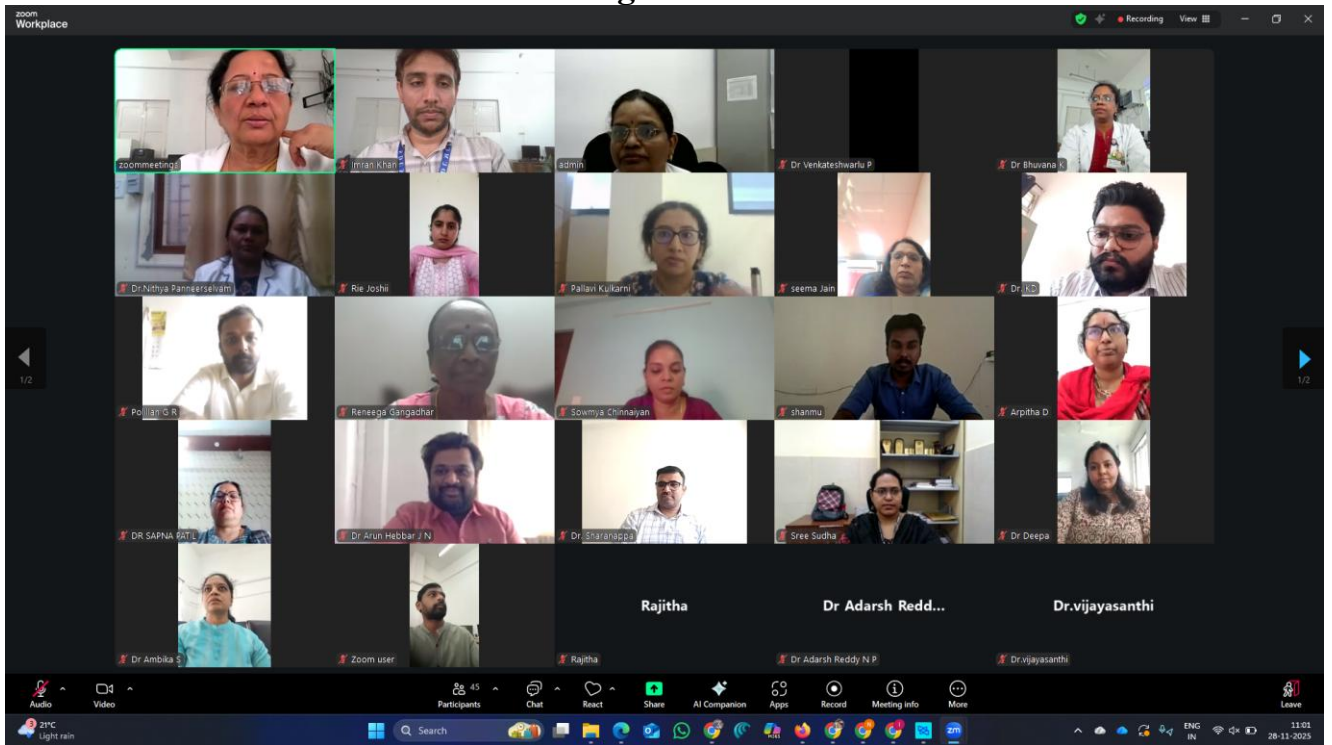 zoom
Workplace
Recording
View
zoommeetings
Imran Khan
admin
Dr Venkateshwarlu P
Dr Bhuvana K
Dr.Nithya Panneerselvam
Rie Joshii
Pallavi Kulkarni
seema Jain
Dr. KD
G R
Reneega Gangadhar
Sowmya Chinnaiyan
shanmu
Arpitha D
1/2
1/2
DR SAPNA PATIL
Dr Arun Hebbar J N
Dr. Sharanappa
Sree Sudha
Dr Deepa
Rajitha
Dr Adarsh Redd...
Dr.vijayasanthi
Dr Ambika S
Zoom user
Rajitha
Dr Adarsh Reddy N P
Dr.vijayasanthi
Audio
Video
45
Participants
Chat
React
Share
AI Companion
Apps
Record
Meeting info
More
Leave
3
21°C
Light rain
Search
zm
ENG
IN
11:01
28-11-2025